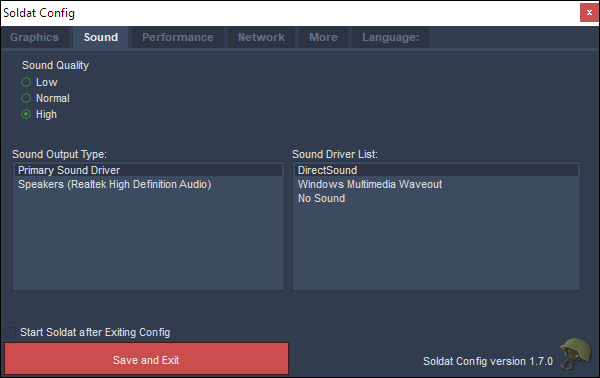 Soldat Config x
Graphics Sound Performance Network More Language:
Sound Quality
Low
Normal
High
Sound Output Type: Sound Driver List:
Primary Sound Driver DirectSound
Speakers (Realtek High Definition Audio) Windows Multimedia Waveout
No Sound
Start Soldat after Exiting Config
Save and Exit Soldat Config version 1.7.0